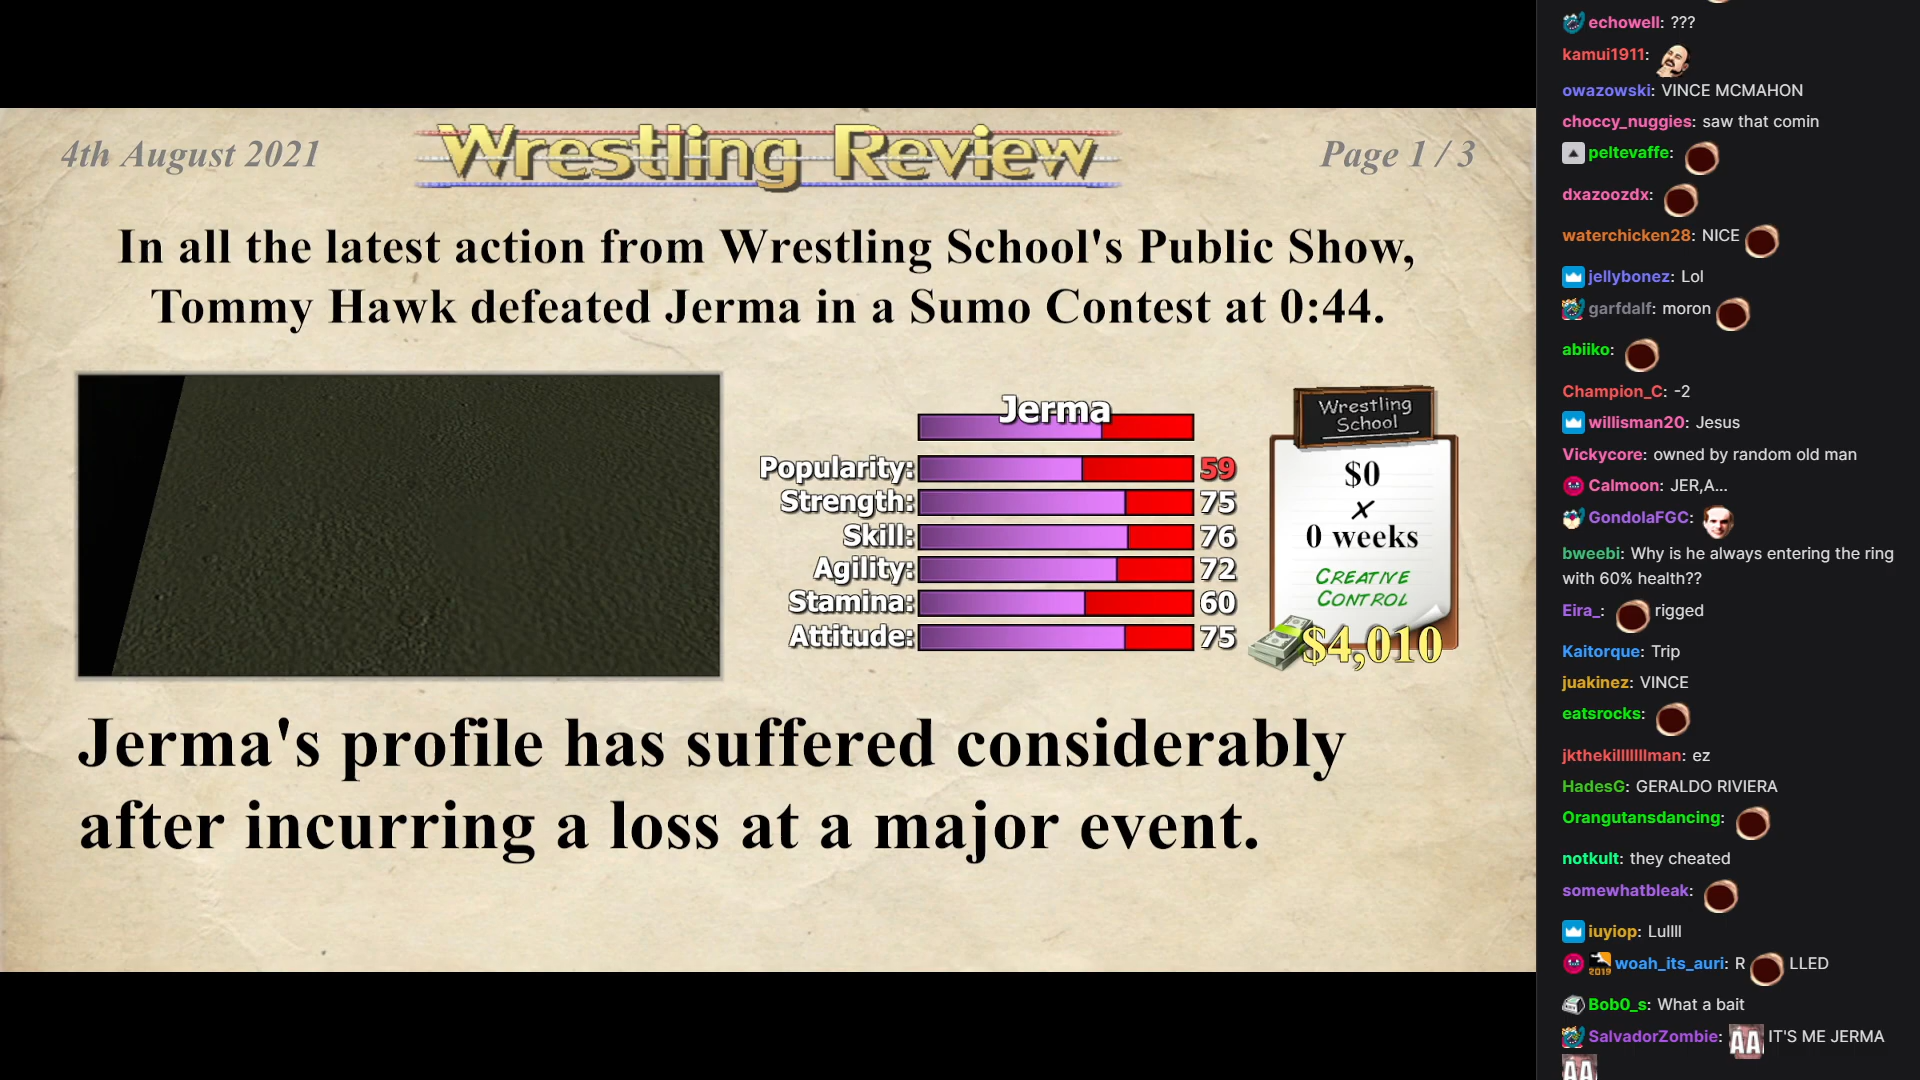 4th August 2021
Wrestling Review
Page 1 / 3
In all the latest action from Wrestling School's Public Show,
Tommy Hawk defeated Jerma in a Sumo Contest at 0:44.
Jerma
Popularity: 59
Strength: 75
Skill: 76
Agility: 72
Stamina: 60
Attitude: 75
Wrestling
School
$0
x
0 weeks
CREATIVE
CONTROL
$4,010
Jerma's profile has suffered considerably
after incurring a loss at a major event.
echowell: ???
kamui1911:
owazowski: VINCE MCMAHON
choccy_nuggies: saw that comin
peltevaffe:
dxazoozdx:
waterchicken28: NICE
jellybonez: Lol
garfdalf: moron
abiiko:
Champion_C: -2
willisman20: Jesus
Vickycore: owned by random old man
Calmoon: JER,A...
GondolaFGC:
bweebi: Why is he always entering the ring
with 60% health??
Eira_: rigged
Kaitorque: Trip
juakinez: VINCE
eatsrocks:
jkthekilllllllman: ez
HadesG: GERALDO RIVIERA
Orangutansdancing:
notkult: they cheated
somewhatbleak:
iuyiop: Lullll
2019 woah_its_auri: R LLED
Bob0_s: What a bait
SalvadorZombie: AA IT'S ME JERMA
AA